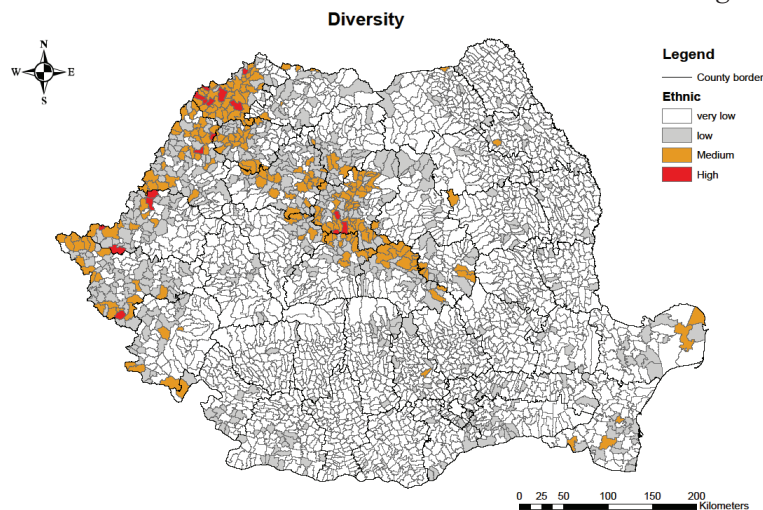 Diversity
N
W E
S
Legend
County border
Ethnic
very low
low
Medium
High
0 25 50 100 150 200
Kilometers